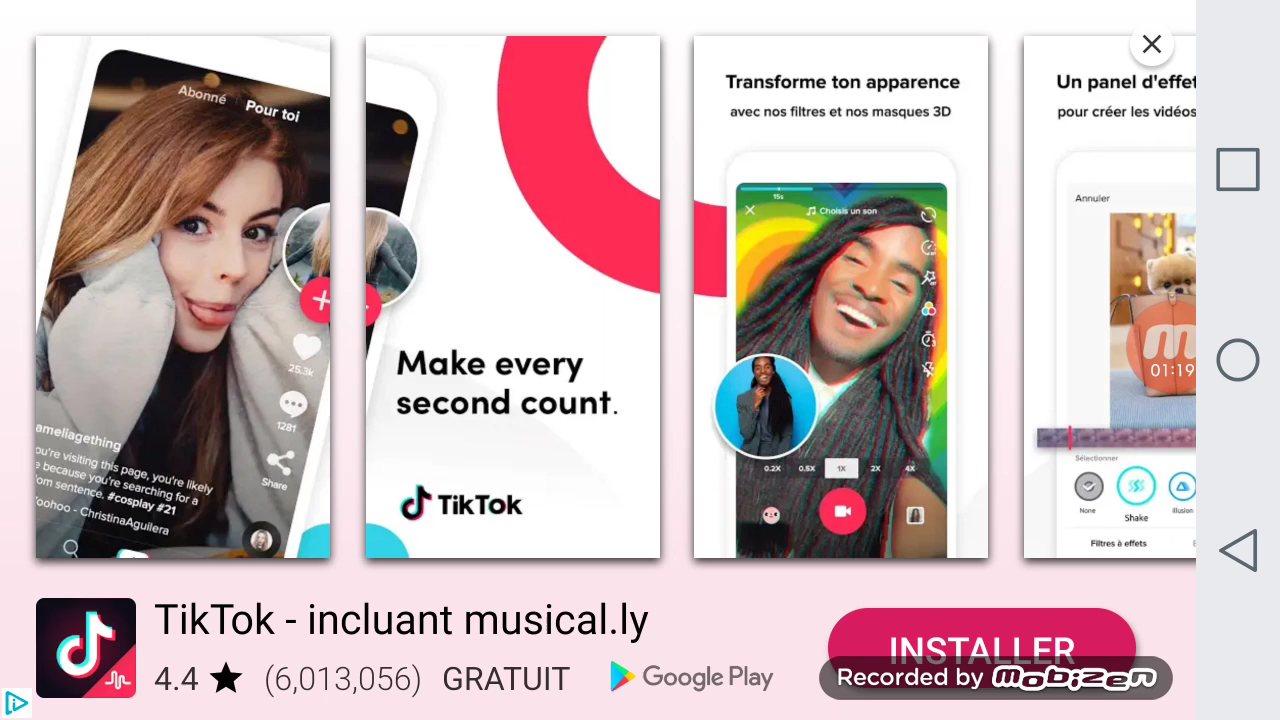 Abonné Pour toi
25.3k
1281
Share
ameliagething
ou're visiting this page, you're likely
e because you're searching for a
om sentence. #cosplay #21
oohoo - ChristinaAguilera
Make every
second count.
TikTok
Transforme ton apparence
avec nos filtres et nos masques 3D
15s
Choisis un son
0.2X 0.5X 1X 2X 4X
Un panel d'effet
pour créer les vidéos
Annuler
01:19
Sélectionner
None Shake Illusion
Filtres à effets
TikTok - incluant musical.ly
4.4 ★ (6,013,056) GRATUIT Google Play
INSTALLER
Recorded by mobizen